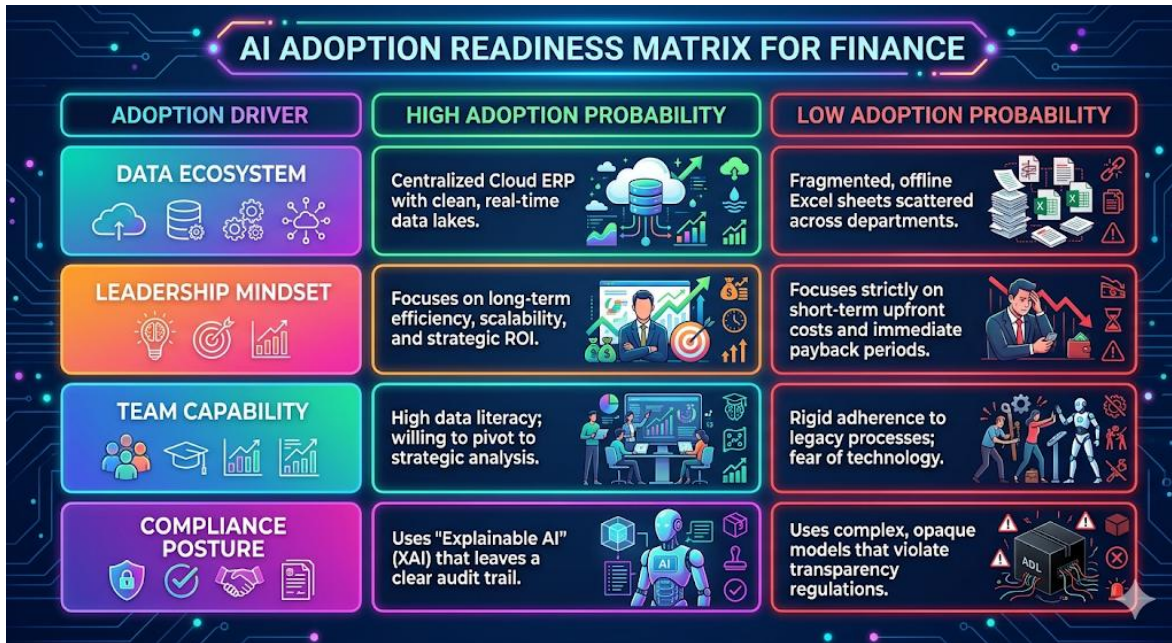 AI ADOPTION READINESS MATRIX FOR FINANCE
ADOPTION DRIVER
HIGH ADOPTION PROBABILITY
LOW ADOPTION PROBABILITY
DATA ECOSYSTEM
Centralized Cloud ERP
with clean, real-time
data lakes.
Fragmented, offline
Excel sheets scattered
across departments.
LEADERSHIP MINDSET
Focuses on long-term
efficiency, scalability,
and strategic ROI.
Focuses strictly on
short-term upfront
costs and immediate
payback periods.
TEAM CAPABILITY
High data literacy;
willing to pivot to
strategic analysis.
Rigid adherence to
legacy processes;
fear of technology.
COMPLIANCE
POSTURE
Uses "Explainable AI"
(XAI) that leaves a
clear audit trail.
AI
Uses complex, opaque
models that violate
transparency
regulations.
ADL